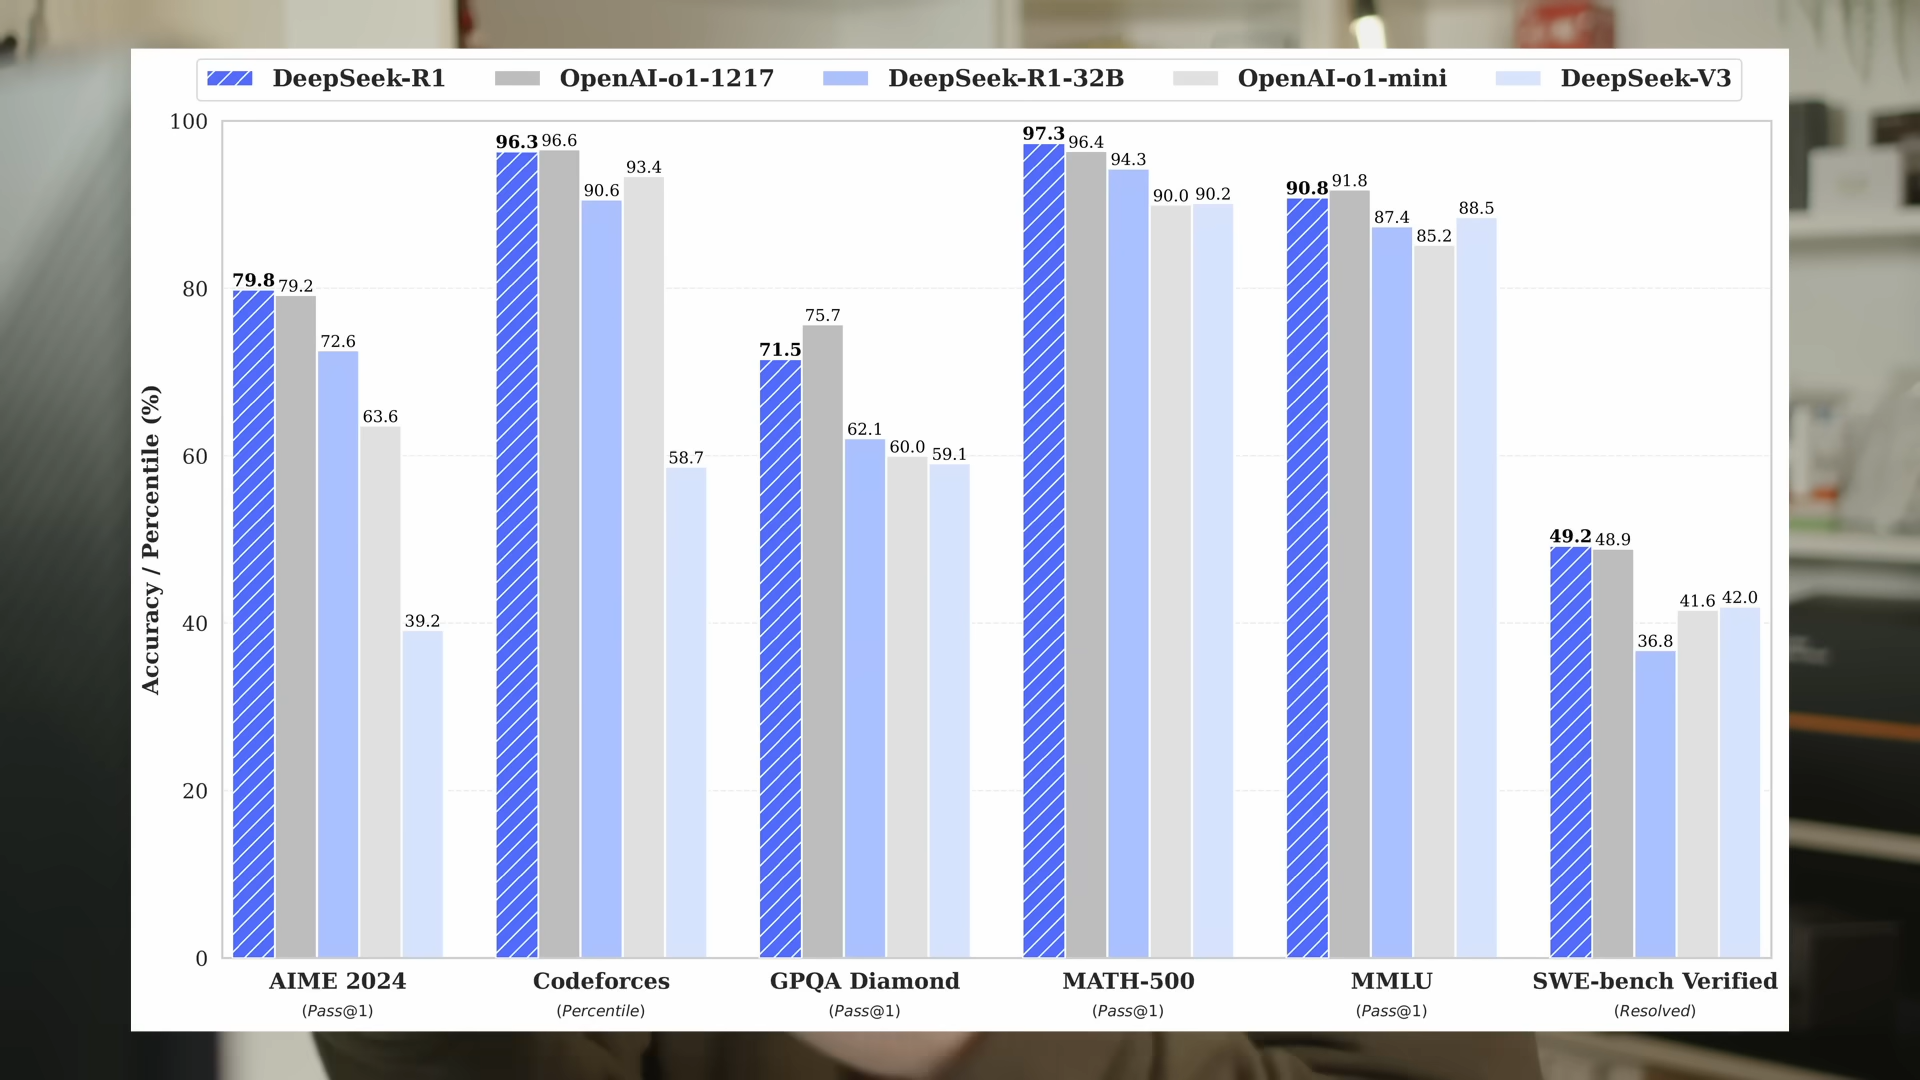 DeepSeek-R1 OpenAI-o1-1217 DeepSeek-R1-32B OpenAI-o1-mini DeepSeek-V3
Accuracy / Percentile (%)
100
80
60
40
20
0
79.8 79.2 72.6 63.6 39.2
96.3 96.6 90.6 93.4 58.7
71.5 75.7 62.1 60.0 59.1
97.3 96.4 94.3 90.0 90.2
90.8 91.8 87.4 85.2 88.5
49.2 48.9 36.8 41.6 42.0
AIME 2024 Codeforces GPQA Diamond MATH-500 MMLU SWE-bench Verified
(Pass@1) (Percentile) (Pass@1) (Pass@1) (Pass@1) (Resolved)